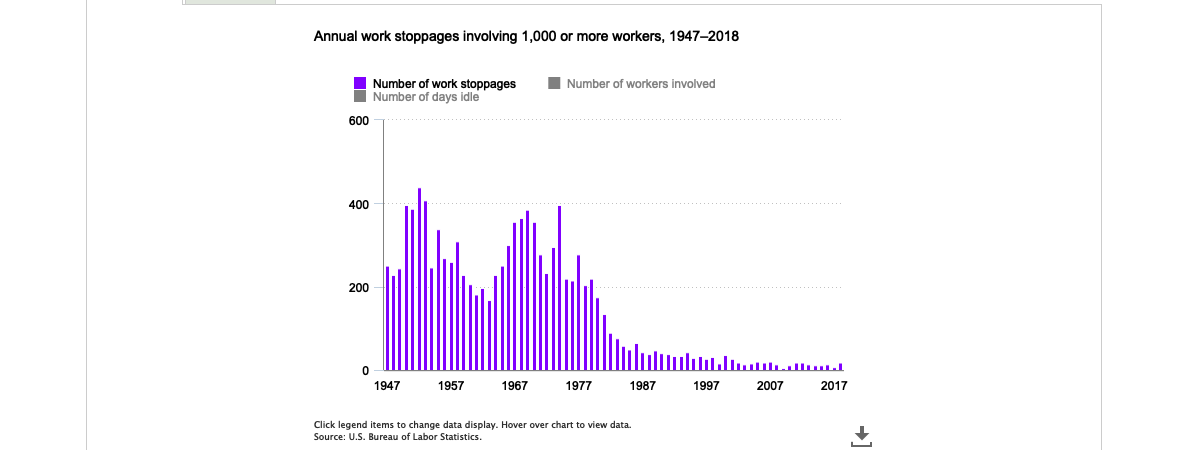 Annual work stoppages involving 1,000 or more workers, 1947–2018
Number of work stoppages Number of workers involved
Number of days idle
600
400
200
0
1947 1957 1967 1977 1987 1997 2007 2017
Click legend items to change data display. Hover over chart to view data.
Source: U.S. Bureau of Labor Statistics.